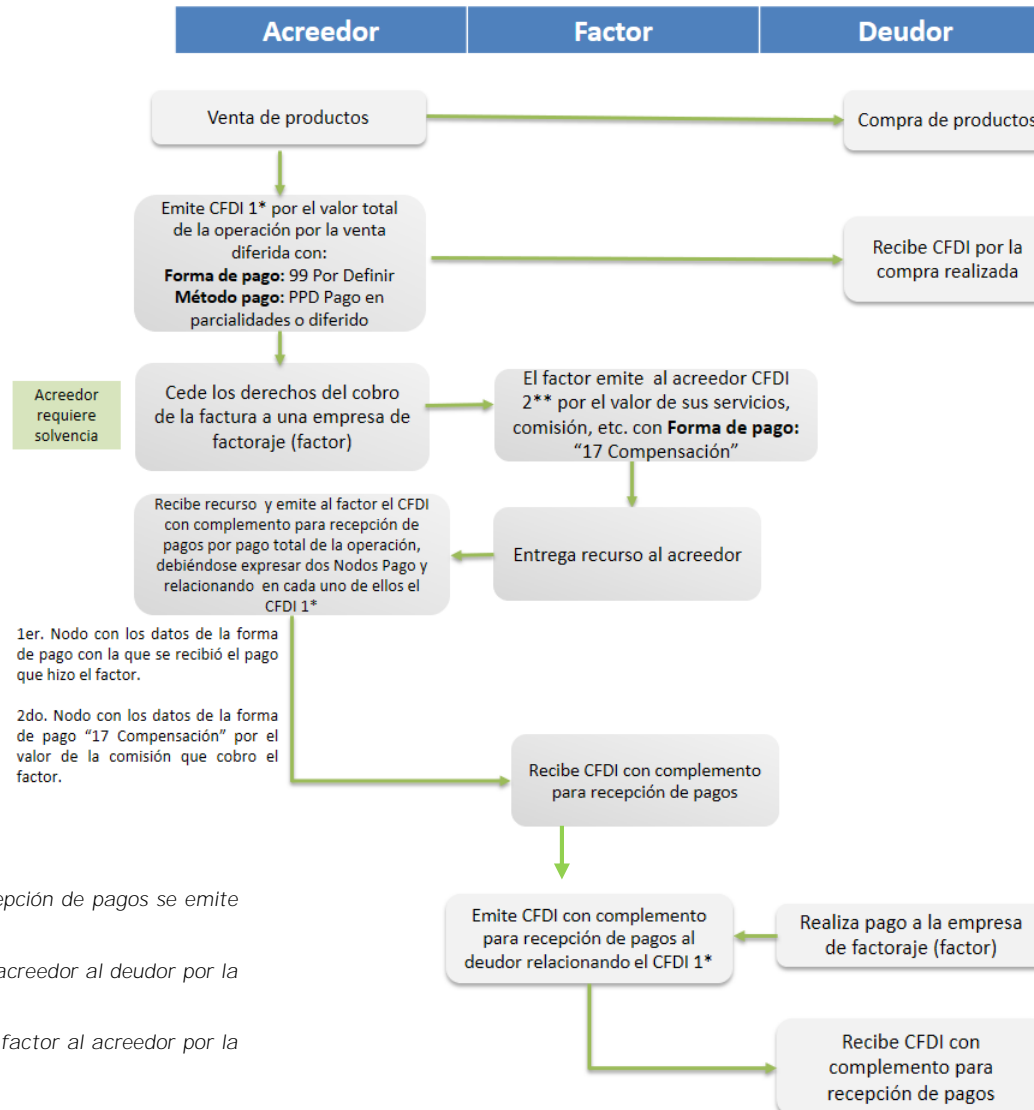 Acreedor
Factor
Deudor
Venta de productos
Compra de productos
Emite CFDI 1* por el valor total
de la operación por la venta
diferida con:
Forma de pago: 99 Por Definir
Método pago: PPD Pago en
parcialidades o diferido
Recibe CFDI por la
compra realizada
Acreedor
requiere
solvencia
Cede los derechos del cobro
de la factura a una empresa de
factoraje (factor)
El factor emite al acreedor CFDI
2** por el valor de sus servicios,
comisión, etc. con Forma de pago:
“17 Compensación”
Recibe recurso y emite al factor el CFDI
con complemento para recepción de
pagos por pago total de la operación,
debiéndose expresar dos Nodos Pago y
relacionando en cada uno de ellos el
CFDI 1*
Entrega recurso al acreedor
1er. Nodo con los datos de la forma
de pago con la que se recibió el pago
que hizo el factor.
2do. Nodo con los datos de la forma
de pago “17 Compensación” por el
valor de la comisión que cobro el
factor.
Recibe CFDI con complemento
para recepción de pagos
Emite CFDI con complemento
para recepción de pagos al
deudor relacionando el CFDI 1*
Realiza pago a la empresa
de factoraje (factor)
Recibe CFDI con
complemento para
recepción de pagos
epción de pagos se emite
acreedor al deudor por la
factor al acreedor por la